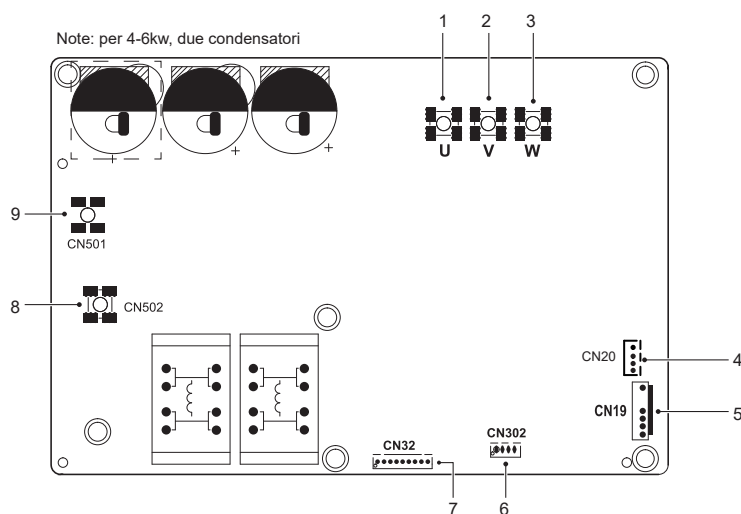 1 2 3
Note: per 4-6kw, due condensatori
+ + +
U V W
9
CN501
8
CN502
CN20
4
CN19
5
CN32
CN302
7
6